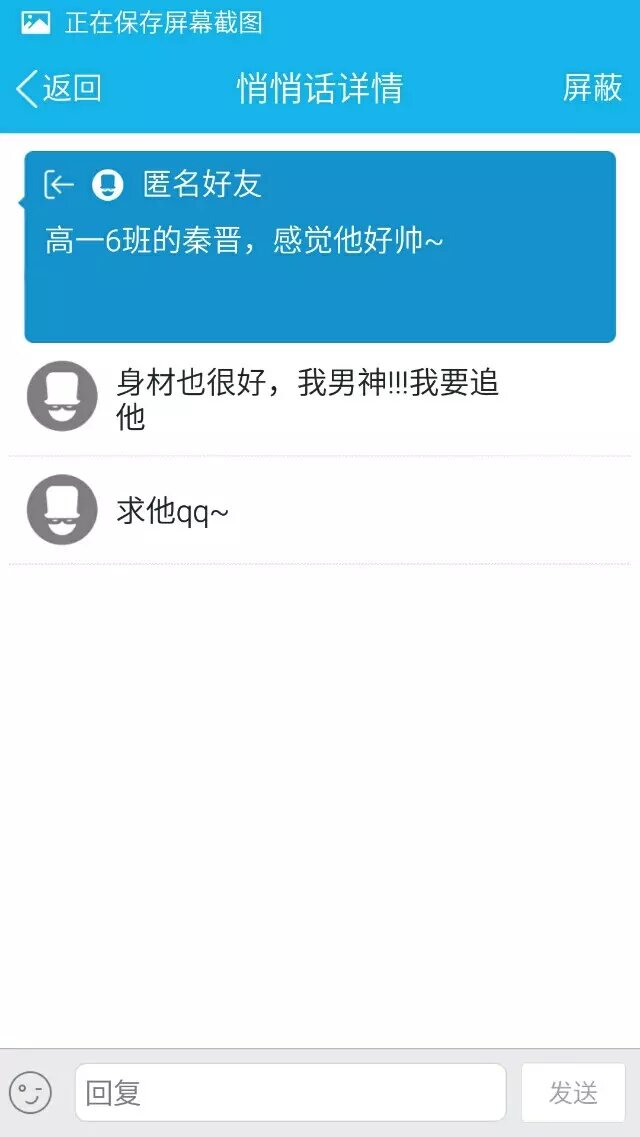 正在保存屏幕截图
返回
悄悄话详情
屏蔽
匿名好友
高一6班的秦晋，感觉他好帅~
身材也很好，我男神!!!我要追
他
求他qq~
回复
发送